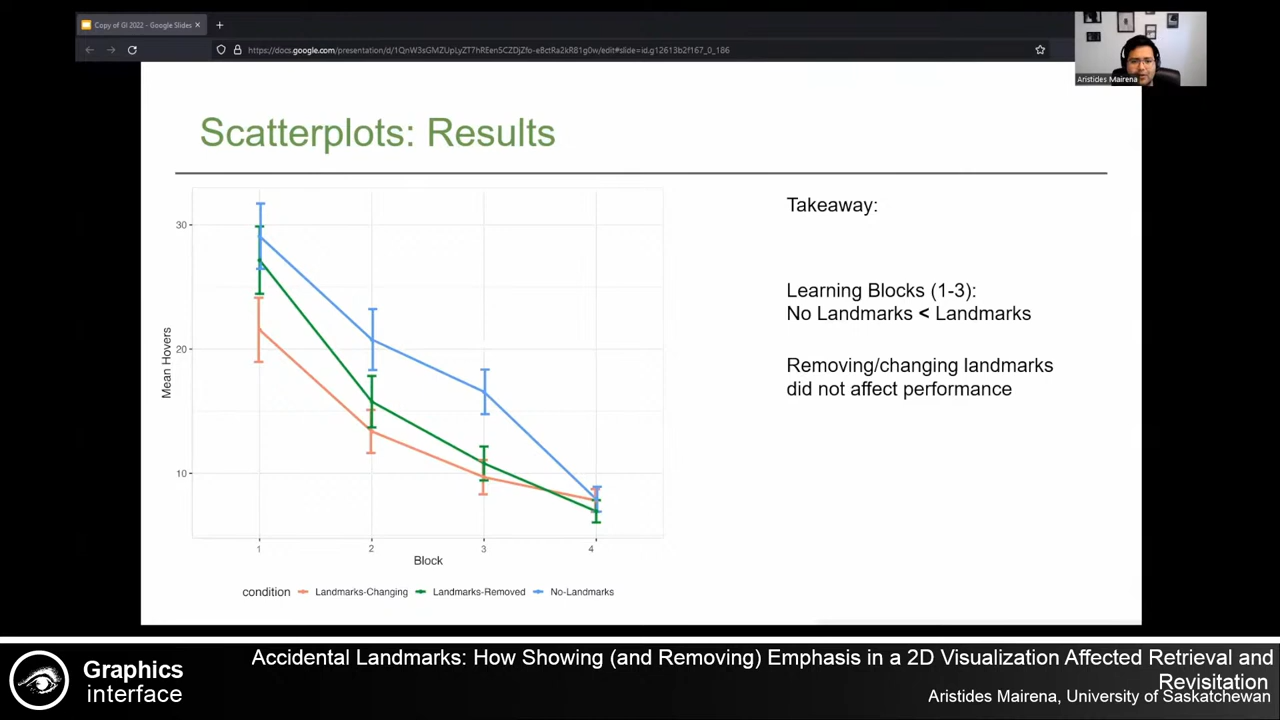 Copy of GI 2022 - Google Slides
https://docs.google.com/presentation/d/1QnW3sGMZUpLyZT7hREenSCZDjZfo-eBctRa2kR81g0w/edit#slide=id.g12613b2f167_0_186
Aristides Mairena
Scatterplots: Results
Mean Hovers
30
20
10
1 2 3 4
Block
condition Landmarks-Changing Landmarks-Removed No-Landmarks
Takeaway:
Learning Blocks (1-3):
No Landmarks < Landmarks
Removing/changing landmarks
did not affect performance
Graphics
interface
Accidental Landmarks: How Showing (and Removing) Emphasis in a 2D Visualization Affected Retrieval and
Revisitation
Aristides Mairena, University of Saskatchewan